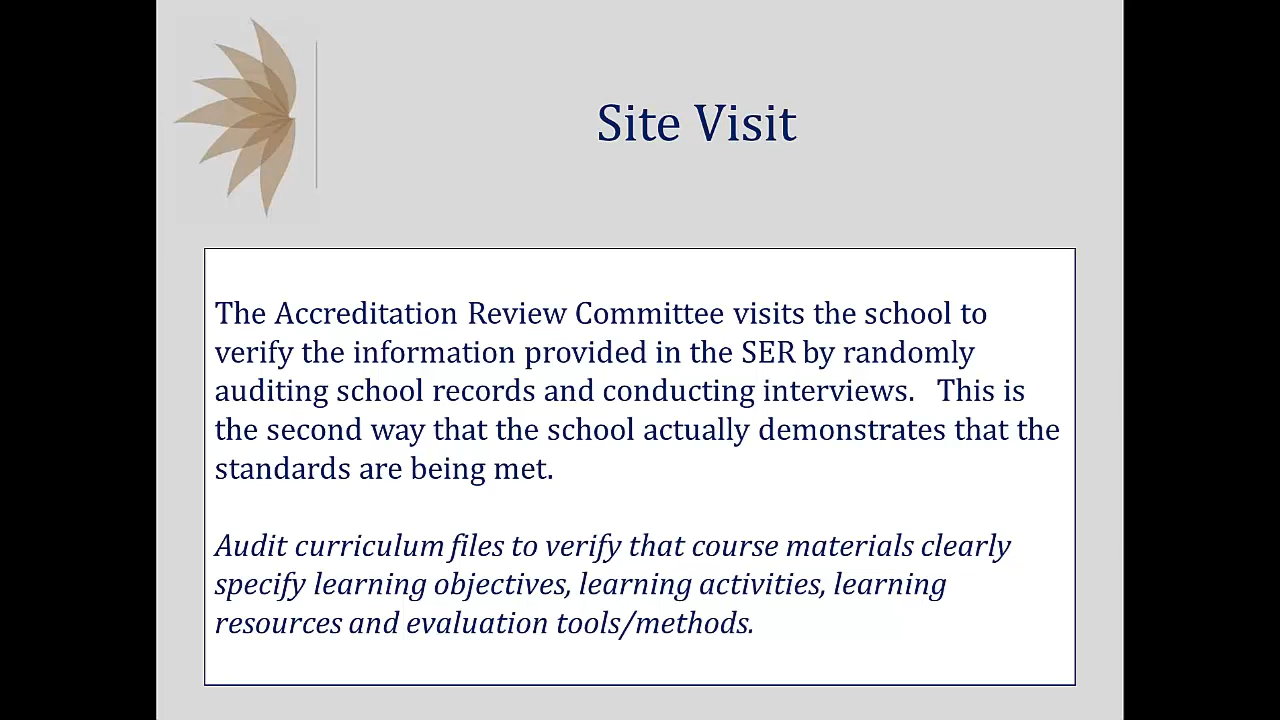 Site Visit
The Accreditation Review Committee visits the school to
verify the information provided in the SER by randomly
auditing school records and conducting interviews.   This is
the second way that the school actually demonstrates that the
standards are being met.
Audit curriculum files to verify that course materials clearly
specify learning objectives, learning activities, learning
resources and evaluation tools/methods.